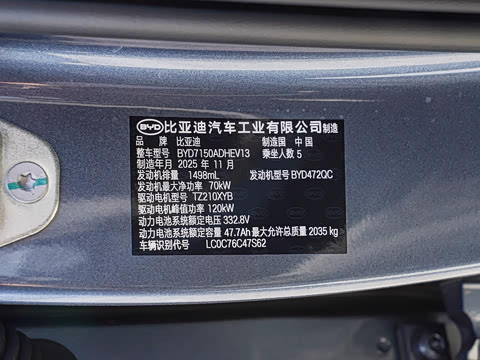 BYD 比亚迪汽车工业有限公司 制造
品牌 比亚迪 制造国 中 国
整车型号 BYD7150ADHEV13 乘坐人数 5
制造年月 2025 年 11 月
发动机排量 1498mL 发动机型号 BYD472QC
发动机最大净功率 70kW
驱动电机型号 TZ210XYB
驱动电机峰值功率 120kW
动力电池系统额定电压 332.8V
动力电池系统额定容量 47.7Ah 最大允许总质量 2035 kg
车辆识别代号 LC0C76C47S62